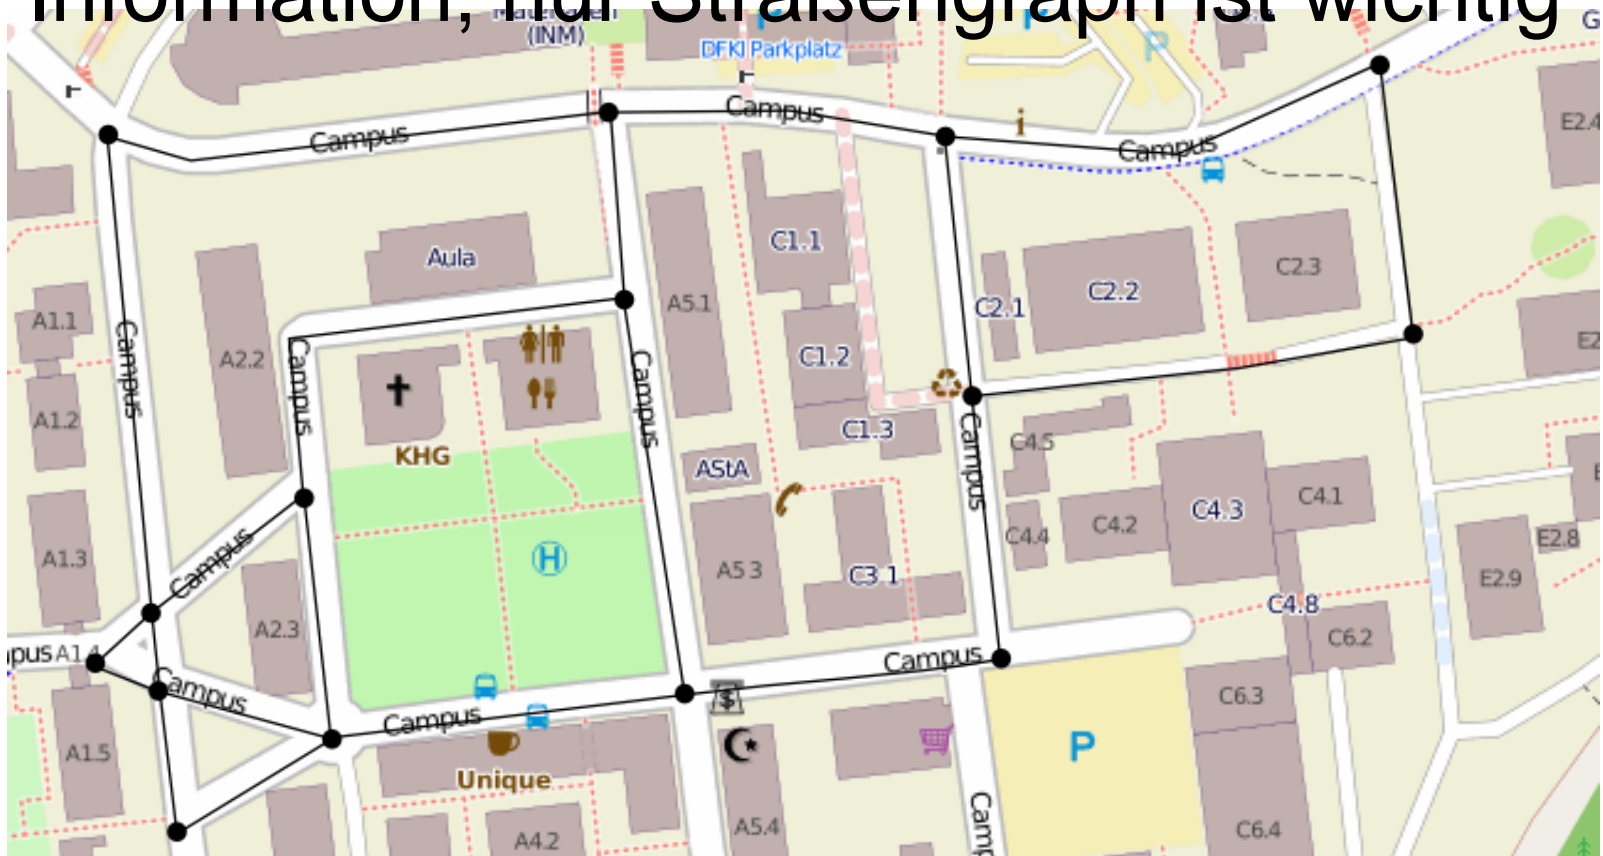 Information, nur Straßengraph ist wichtig
(INM)
DFKI Parkplatz
P
Campus
Campus
Campus
i
E2.4
Aula
C1.1
C2.3
C2.2
C2.1
A5.1
A1.1
A2.2
C1.2
Campus
Campus
Campus
A1.2
KHG
C1.3
C4.5
AStA
Campus
C4.1
C4.3
C4.2
C4.4
E2.8
A1.3
H
Campus
A5.3
C3.1
E2.9
C4.8
A2.3
C6.2
pus
A1.4
Campus
Campus
C6.3
Campus
A1.5
P
Unique
A5.4
C6.4
A4.2
Camp